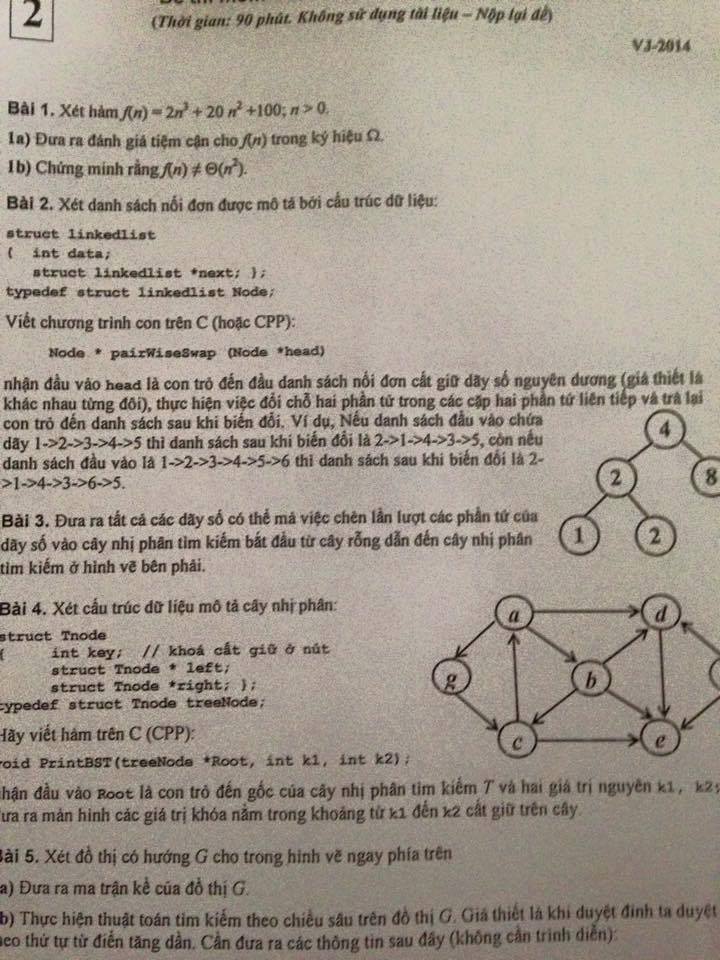 2
(Thời gian: 90 phút. Không sử dụng tài liệu – Nộp lại đề)
VJ-2014
Bài 1. Xét hàm f(n) = 2n³ + 20 n² +100; n > 0.
1a) Đưa ra đánh giá tiệm cận cho f(n) trong ký hiệu Ω.
1b) Chứng minh rằng f(n) ≠ Θ(n²).
Bài 2. Xét danh sách nối đơn được mô tả bởi cấu trúc dữ liệu:
struct linkedlist
{ int data;
struct linkedlist *next; };
typedef struct linkedlist Node;
Viết chương trình con trên C (hoặc CPP):
Node * pairWiseSwap (Node *head)
nhận đầu vào head là con trỏ đến đầu danh sách nối đơn cất giữ dãy số nguyên dương (giả thiết là
khác nhau từng đôi), thực hiện việc đổi chỗ hai phần tử trong các cặp hai phần tử liên tiếp và trả lại
con trỏ đến danh sách sau khi biến đổi. Ví dụ, Nếu danh sách đầu vào chứa
dãy 1->2->3->4->5 thì danh sách sau khi biến đổi là 2->1->4->3->5, còn nếu
danh sách đầu vào là 1->2->3->4->5->6 thì danh sách sau khi biến đổi là 2-
>1->4->3->6->5.
4
2
8
1
2
Bài 3. Đưa ra tất cả các dãy số có thể mà việc chèn lần lượt các phần tử của
dãy số vào cây nhị phân tìm kiếm bắt đầu từ cây rỗng dẫn đến cây nhị phân
tìm kiếm ở hình vẽ bên phải.
Bài 4. Xét cấu trúc dữ liệu mô tả cây nhị phân:
struct Tnode
{ int key; // khoá cất giữ ở nút
struct Tnode * left;
struct Tnode *right; };
typedef struct Tnode treeNode;
a
d
g
b
c
e
Hãy viết hàm trên C (CPP):
void PrintBST(treeNode *Root, int k1, int k2);
nhận đầu vào Root là con trỏ đến gốc của cây nhị phân tìm kiếm T và hai giá trị nguyên k1, k2,
đưa ra màn hình các giá trị khóa nằm trong khoảng từ k1 đến k2 cất giữ trên cây.
Bài 5. Xét đồ thị có hướng G cho trong hình vẽ ngay phía trên
a) Đưa ra ma trận kề của đồ thị G.
b) Thực hiện thuật toán tìm kiếm theo chiều sâu trên đồ thị G. Giả thiết là khi duyệt đỉnh ta duyệt
theo thứ tự từ điển tăng dần. Cần đưa ra các thông tin sau đây (không cần trình diễn):